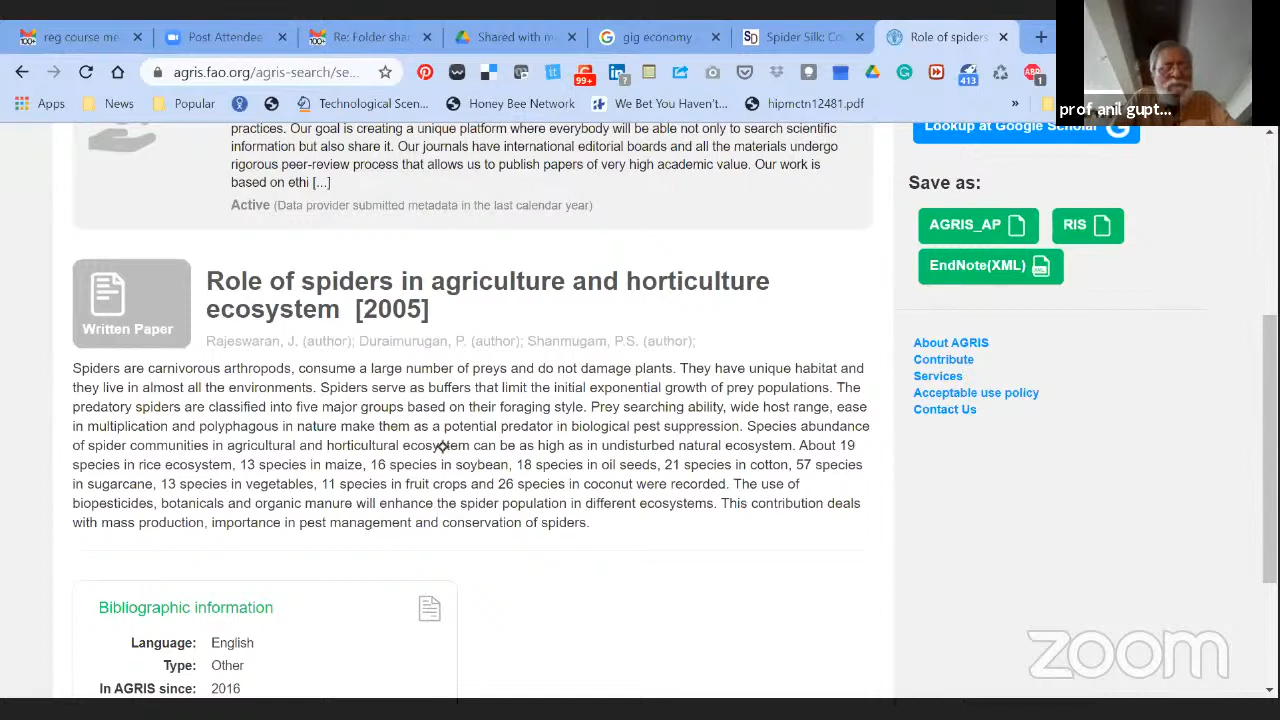 reg course me
Post Attendee
Re: Folder sha
Shared with m
gig economy
Spider Silk: Co
Role of spiders
agris.fao.org/agris-search/se...
99+
413
1
Apps
News
Popular
Technological Scen...
Honey Bee Network
We Bet You Haven't...
hipmctn12481.pdf
»
prof anil gupt...
practices. Our goal is creating a unique platform where everybody will be able not only to search scientific
information but also share it. Our journals have international editorial boards and all the materials undergo
rigorous peer-review process that allows us to publish papers of very high academic value. Our work is
based on ethi [...]
Active (Data provider submitted metadata in the last calendar year)
Lookup at Google Scholar
Save as:
AGRIS_AP
RIS
EndNote(XML)
Written Paper
Role of spiders in agriculture and horticulture
ecosystem [2005]
Rajeswaran, J. (author); Duraimurugan, P. (author); Shanmugam, P.S. (author);
Spiders are carnivorous arthropods, consume a large number of preys and do not damage plants. They have unique habitat and
they live in almost all the environments. Spiders serve as buffers that limit the initial exponential growth of prey populations. The
predatory spiders are classified into five major groups based on their foraging style. Prey searching ability, wide host range, ease
in multiplication and polyphagous in nature make them as a potential predator in biological pest suppression. Species abundance
of spider communities in agricultural and horticultural ecosystem can be as high as in undisturbed natural ecosystem. About 19
species in rice ecosystem, 13 species in maize, 16 species in soybean, 18 species in oil seeds, 21 species in cotton, 57 species
in sugarcane, 13 species in vegetables, 11 species in fruit crops and 26 species in coconut were recorded. The use of
biopesticides, botanicals and organic manure will enhance the spider population in different ecosystems. This contribution deals
with mass production, importance in pest management and conservation of spiders.
About AGRIS
Contribute
Services
Acceptable use policy
Contact Us
Bibliographic information
Language: English
Type: Other
In AGRIS since: 2016
zoom